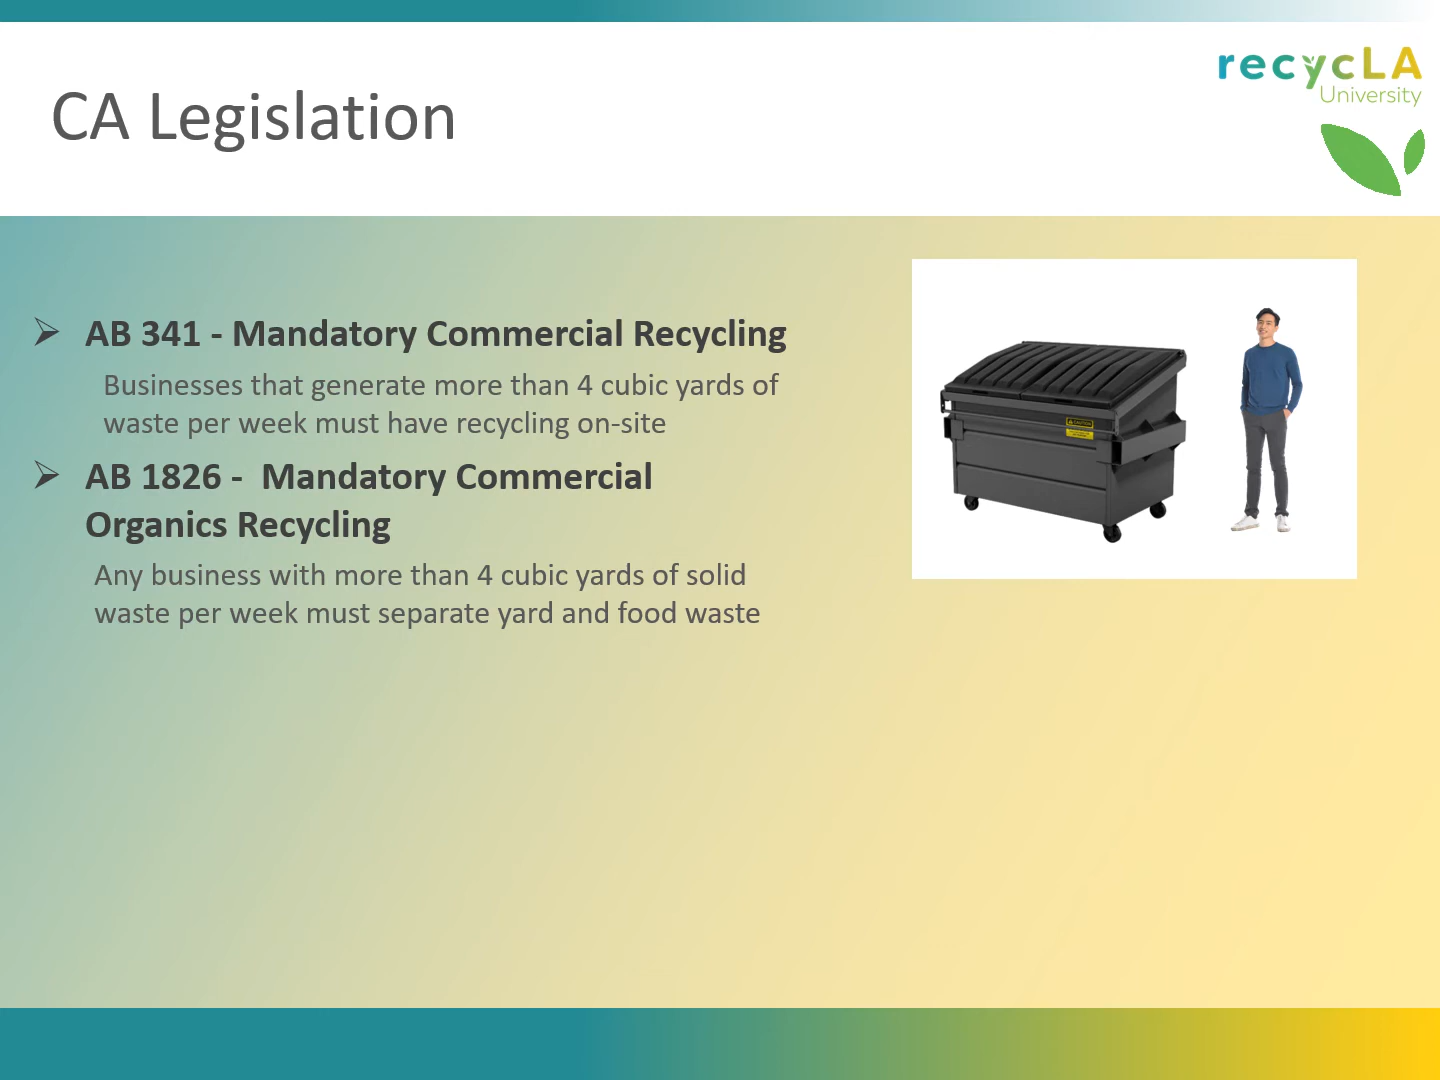 recycLA
University
CA Legislation
➢ AB 341 - Mandatory Commercial Recycling
Businesses that generate more than 4 cubic yards of
waste per week must have recycling on-site
➢ AB 1826 -  Mandatory Commercial
Organics Recycling
Any business with more than 4 cubic yards of solid
waste per week must separate yard and food waste
CAUTION